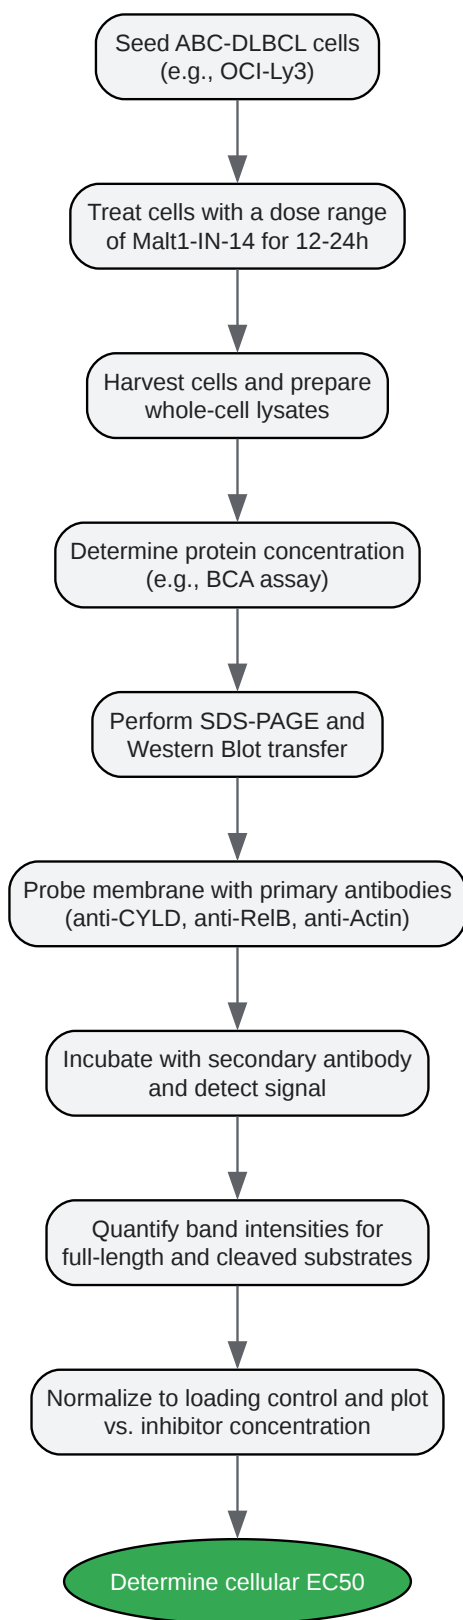 Seed ABC-DLBCL cells
(e.g., OCI-Ly3)
Treat cells with a dose range
of Malt1-IN-14 for 12-24h
Harvest cells and prepare
whole-cell lysates
Determine protein concentration
(e.g., BCA assay)
Perform SDS-PAGE and
Western Blot transfer
Probe membrane with primary antibodies
(anti-CYLD, anti-RelB, anti-Actin)
Incubate with secondary antibody
and detect signal
Quantify band intensities for
full-length and cleaved substrates
Normalize to loading control and plot
vs. inhibitor concentration
Determine cellular EC50